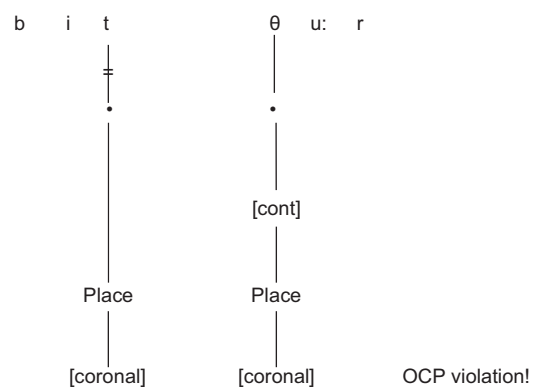 b i t θ u: r
[cont]
Place Place
[coronal] [coronal] OCP violation!